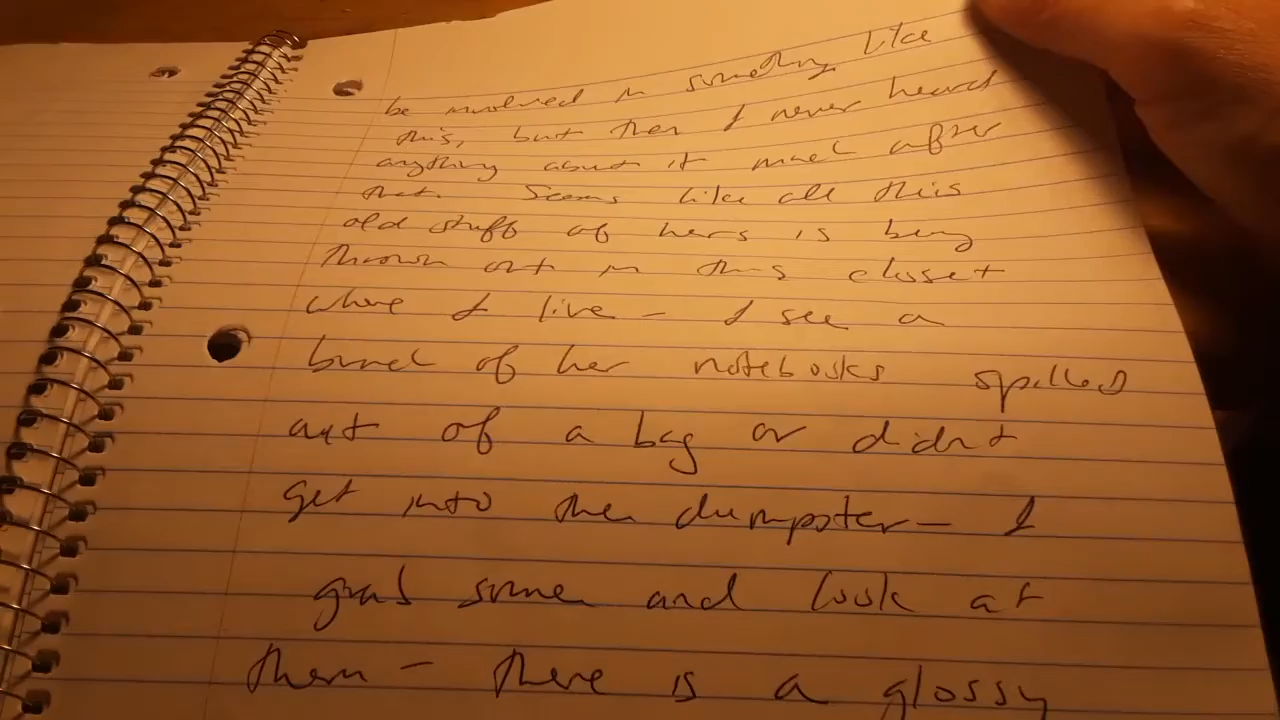 be involved in something like
this, but then I never heard
anything about it much after
that. Seems like all this
old stuff of hers is being
thrown out in this closet
where I live – I see a
bunch of her notebooks spilled
out of a bag or didnt
get into the dumpster – I
grab some and look at
them – there is a glossy